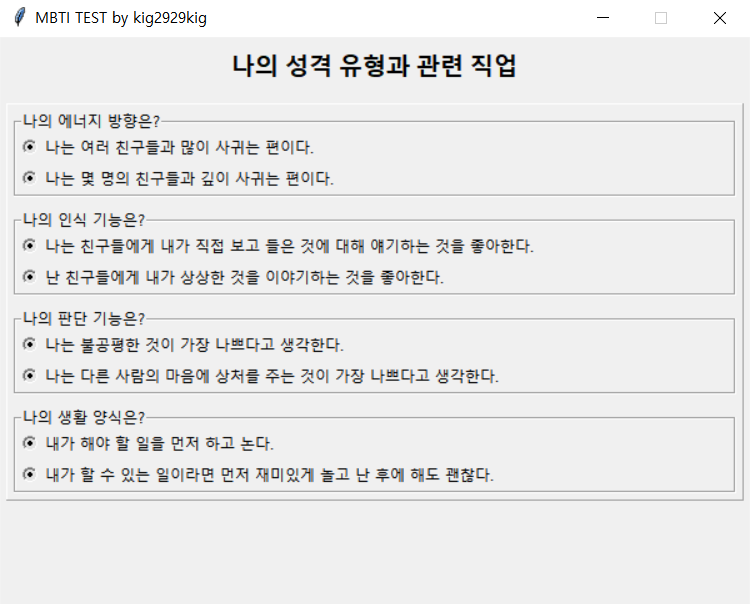 MBTI TEST by kig2929kig
나의 성격 유형과 관련 직업
나의 에너지 방향은?
나는 여러 친구들과 많이 사귀는 편이다.
나는 몇 명의 친구들과 깊이 사귀는 편이다.
나의 인식 기능은?
나는 친구들에게 내가 직접 보고 들은 것에 대해 얘기하는 것을 좋아한다.
난 친구들에게 내가 상상한 것을 이야기하는 것을 좋아한다.
나의 판단 기능은?
나는 불공평한 것이 가장 나쁘다고 생각한다.
나는 다른 사람의 마음에 상처를 주는 것이 가장 나쁘다고 생각한다.
나의 생활 양식은?
내가 해야 할 일을 먼저 하고 논다.
내가 할 수 있는 일이라면 먼저 재미있게 놀고 난 후에 해도 괜찮다.